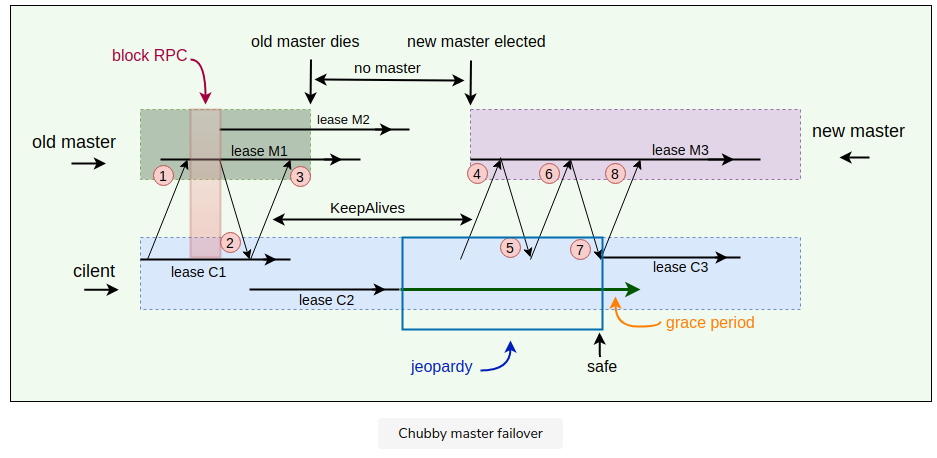 old master dies
new master elected
block RPC
no master
lease M2
old master
new master
lease M1
lease M3
1
3
4
6
8
KeepAlives
2
5
7
cilent
lease C1
lease C3
lease C2
grace period
jeopardy
safe
Chubby master failover